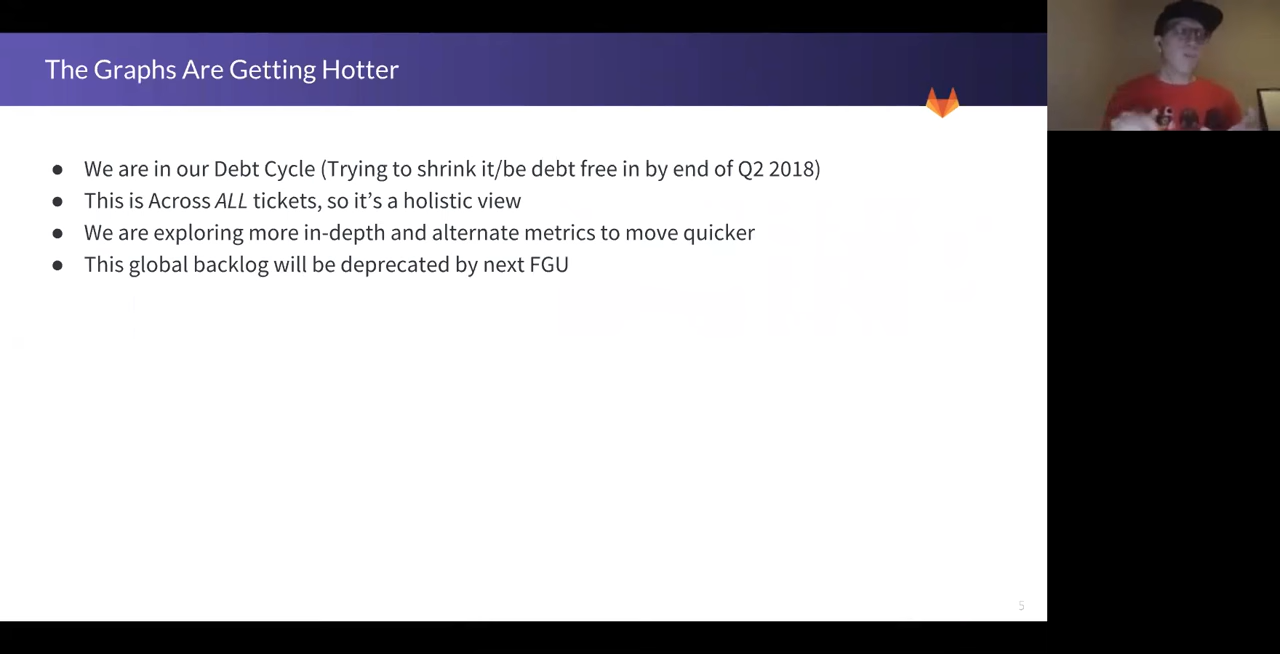 The Graphs Are Getting Hotter
● We are in our Debt Cycle (Trying to shrink it/be debt free in by end of Q2 2018)
● This is Across ALL tickets, so it's a holistic view
● We are exploring more in-depth and alternate metrics to move quicker
● This global backlog will be deprecated by next FGU
5